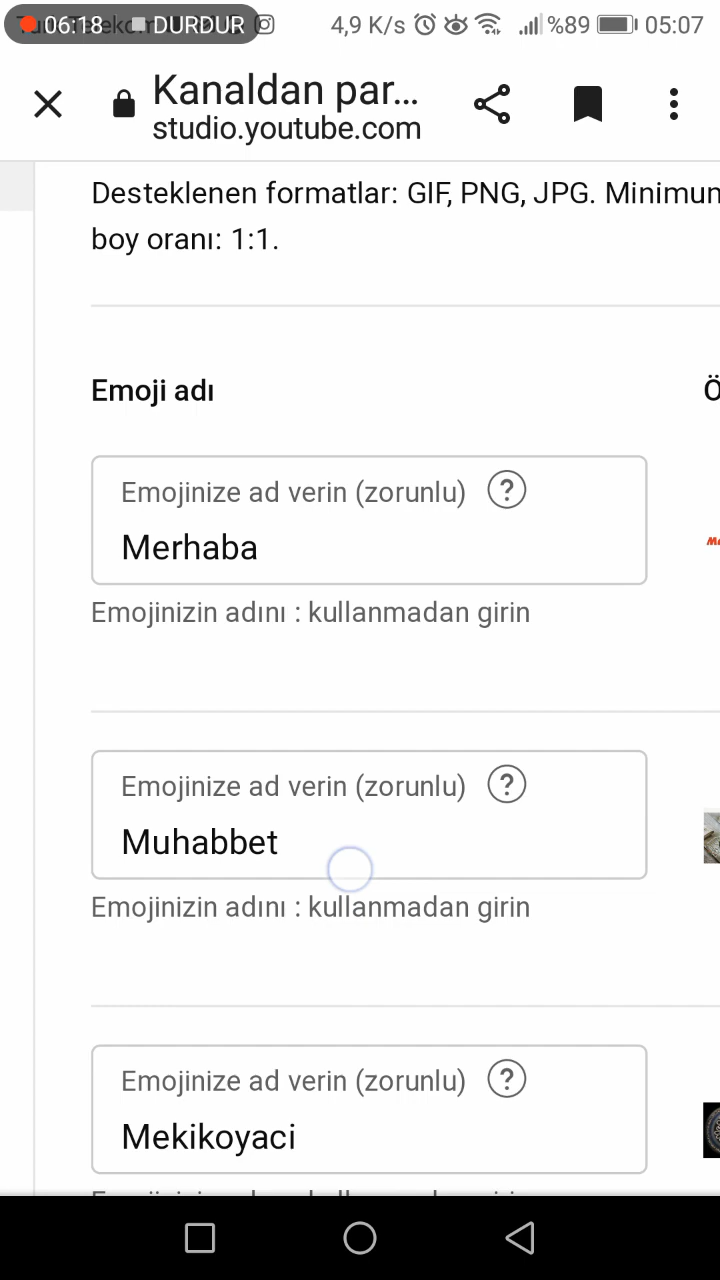 06:18 DURDUR 4,9 K/s %89 05:07
Kanaldan par...
studio.youtube.com
Desteklenen formatlar: GIF, PNG, JPG. Minimun
boy oranı: 1:1.
Emoji adı Ö
Emojinize ad verin (zorunlu) ?
Merhaba
Emojinizin adını : kullanmadan girin
Emojinize ad verin (zorunlu) ?
Muhabbet
Emojinizin adını : kullanmadan girin
Emojinize ad verin (zorunlu) ?
Mekikoyaci